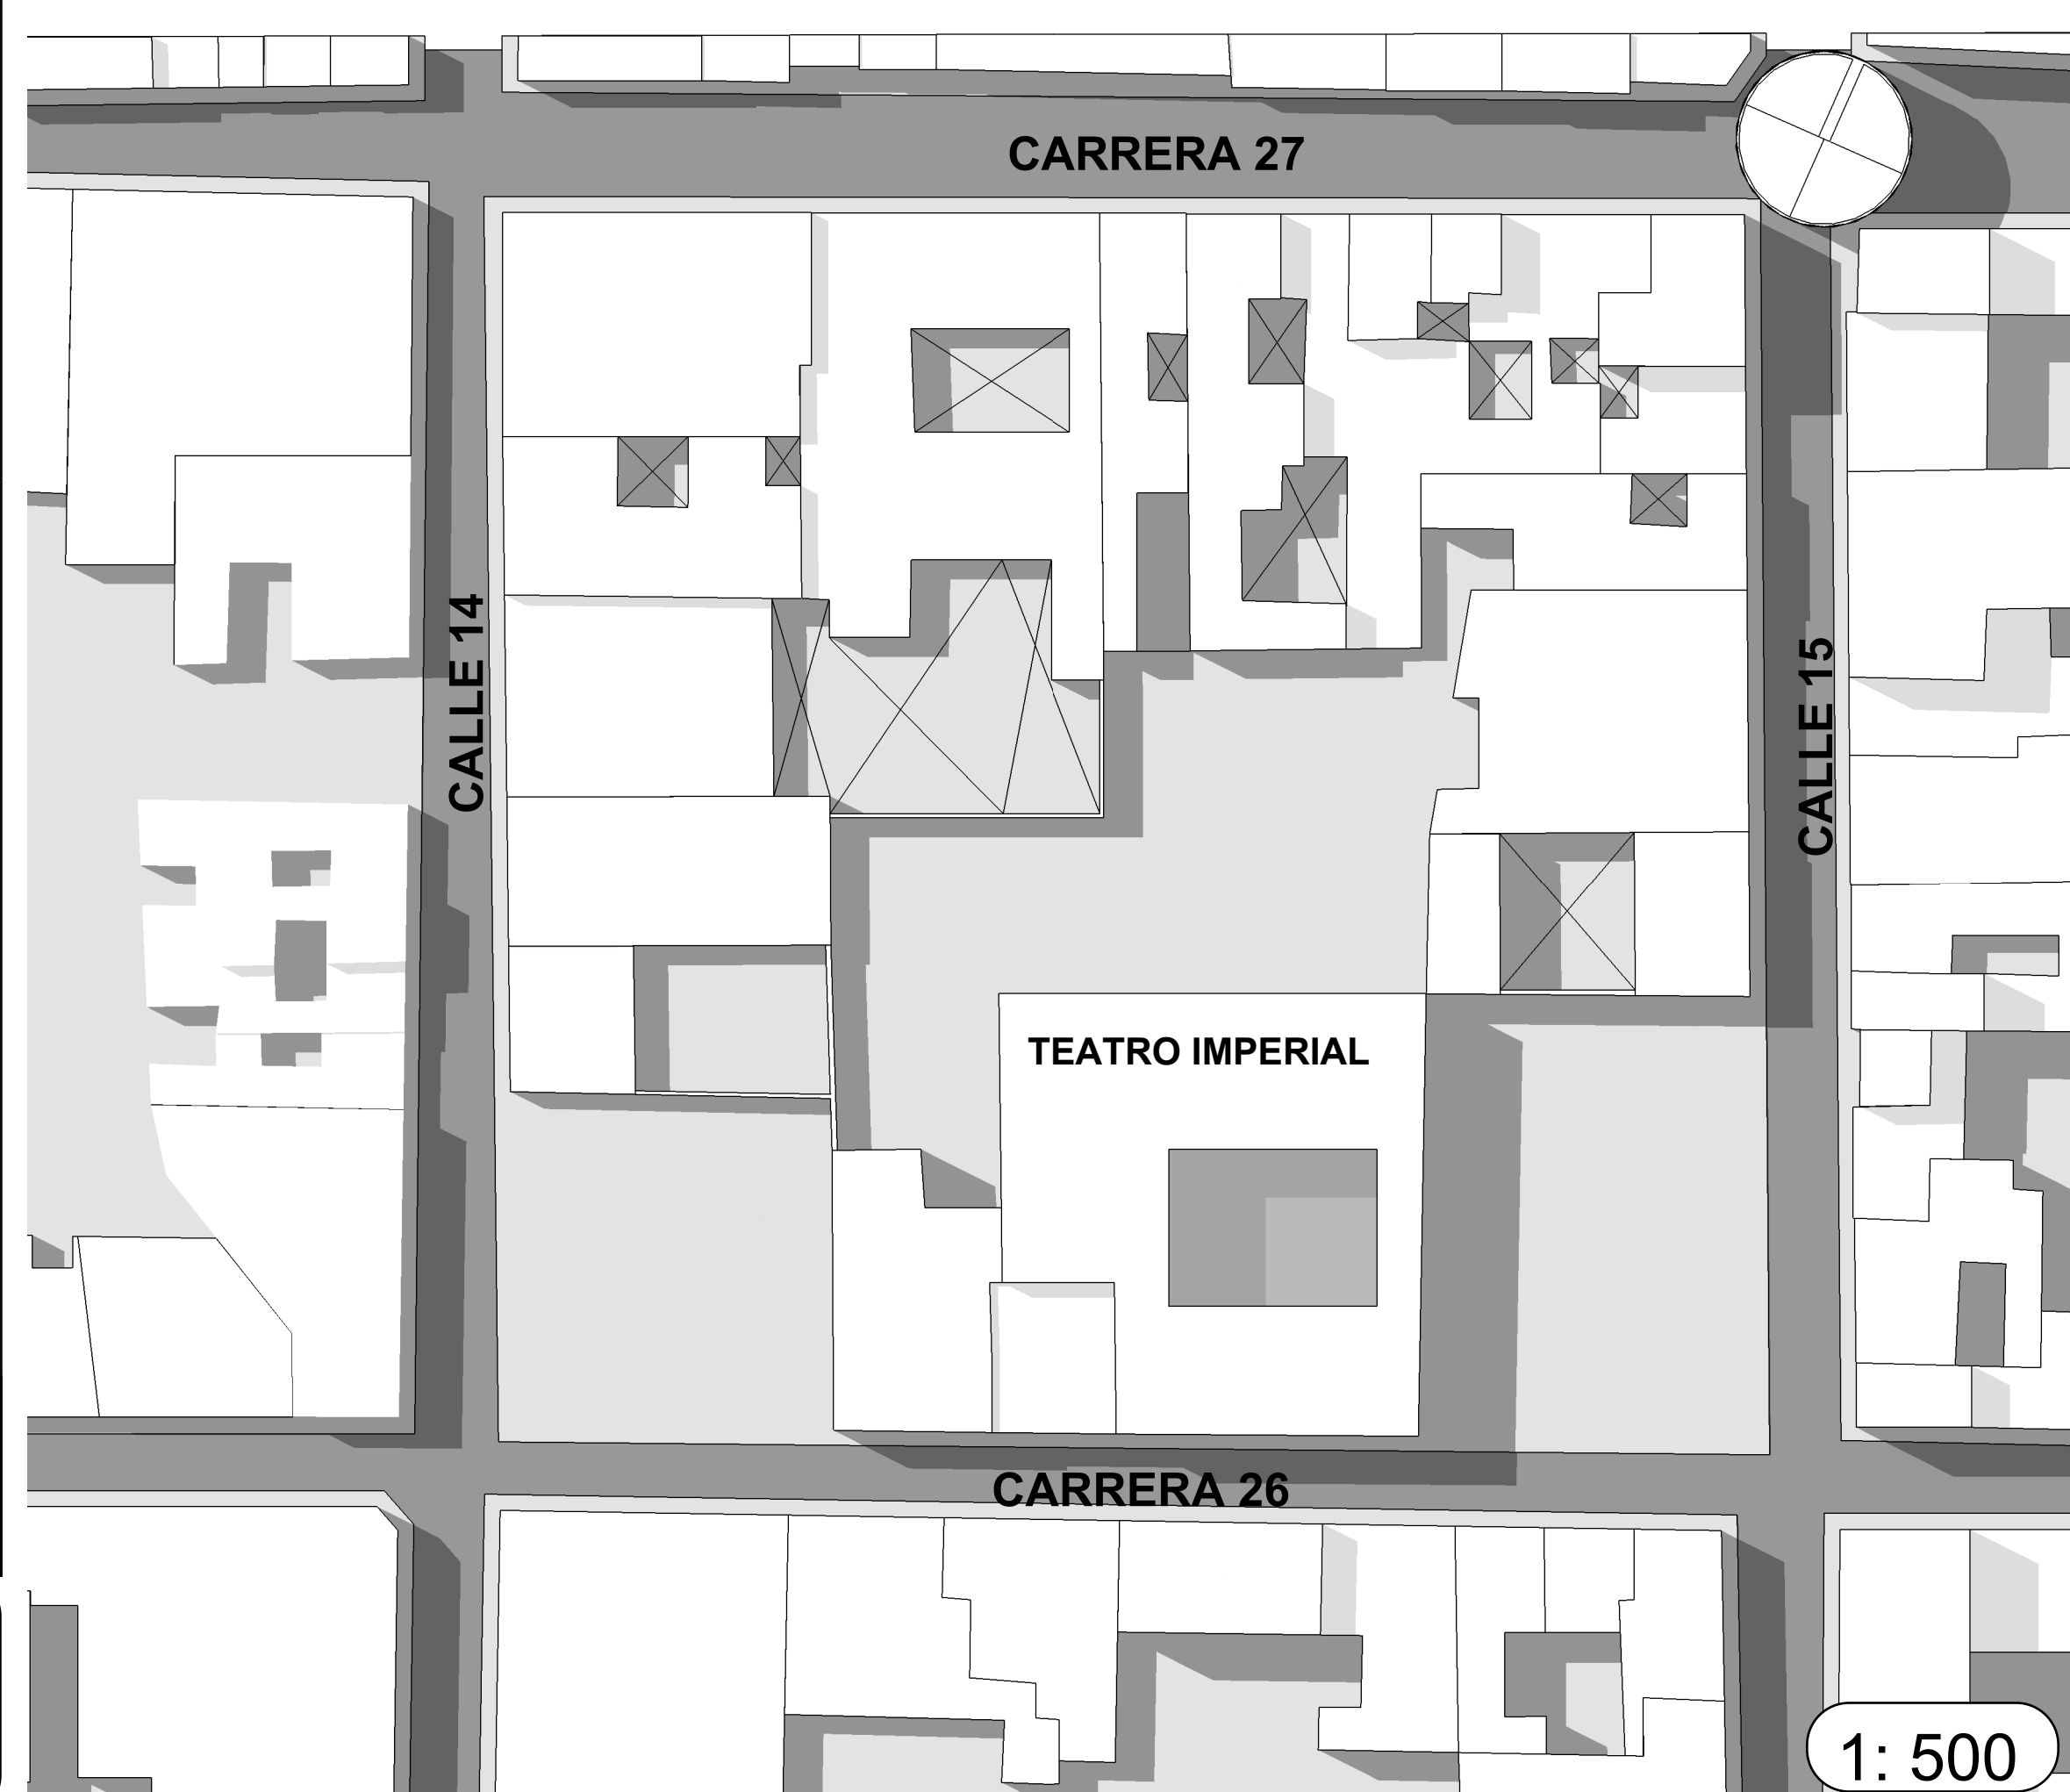 CARRERA 27
CALLE 14
CALLE 15
TEATRO IMPERIAL
CARRERA 26
1: 500